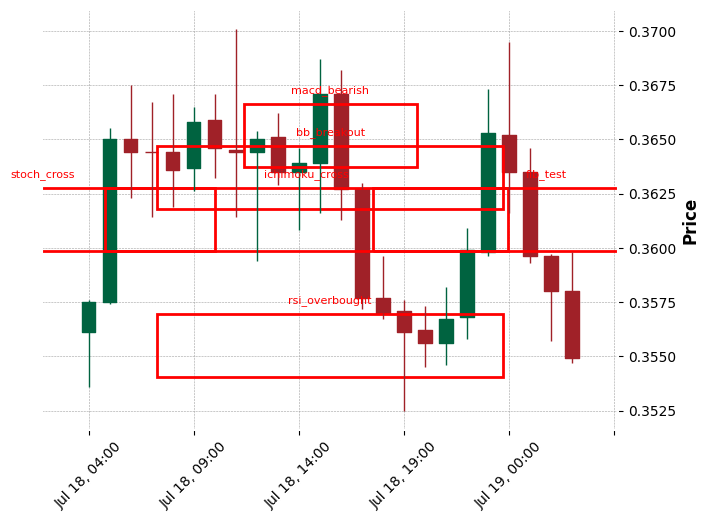 0.3700
0.3675
macd_bearish
0.3650
bb_breakout
stoch_cross
ichimoku_cross
0.3625
0.3600
Price
0.3575
rsi_overbought
0.3550
0.3525
Jul 18, 04:00
Jul 18, 09:00
Jul 18, 14:00
Jul 18, 19:00
Jul 19, 00:00